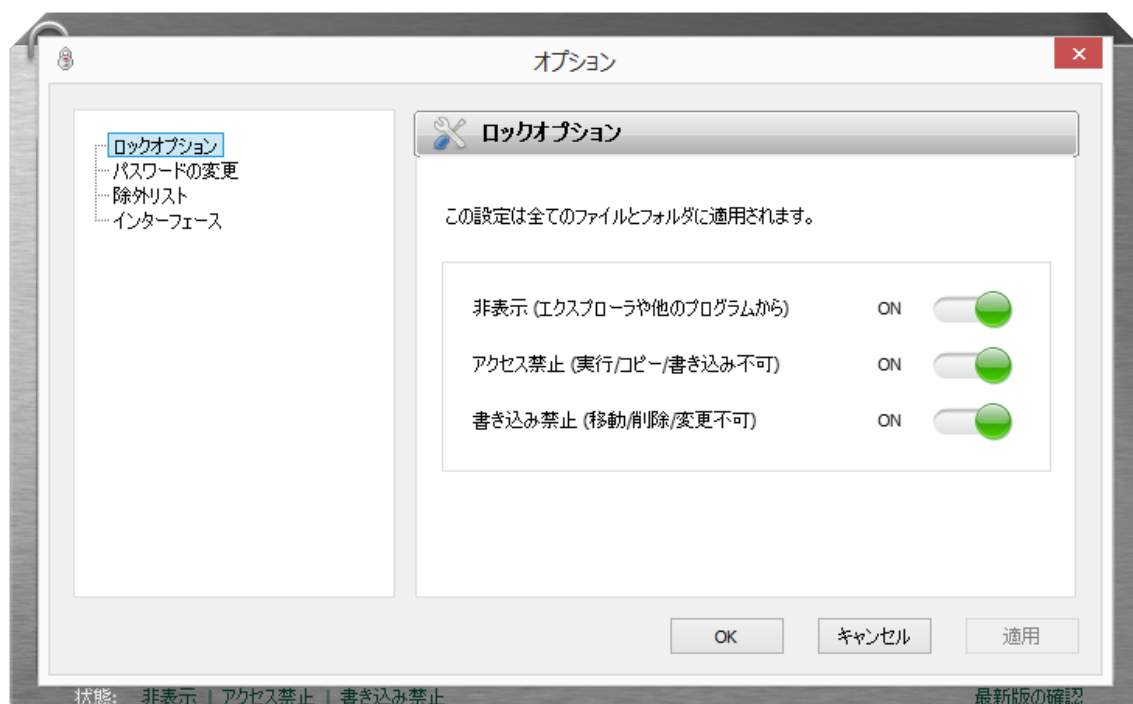 オプション
ロックオプション
パスワードの変更
除外リスト
インターフェース
ロックオプション
この設定は全てのファイルとフォルダに適用されます。
非表示 (エクスプローラや他のプログラムから) ON
アクセス禁止 (実行/コピー/書き込み不可) ON
書き込み禁止 (移動/削除/変更不可) ON
OK キャンセル 適用
状態: 非表示 | アクセス禁止 | 書き込み禁止 最新版の確認